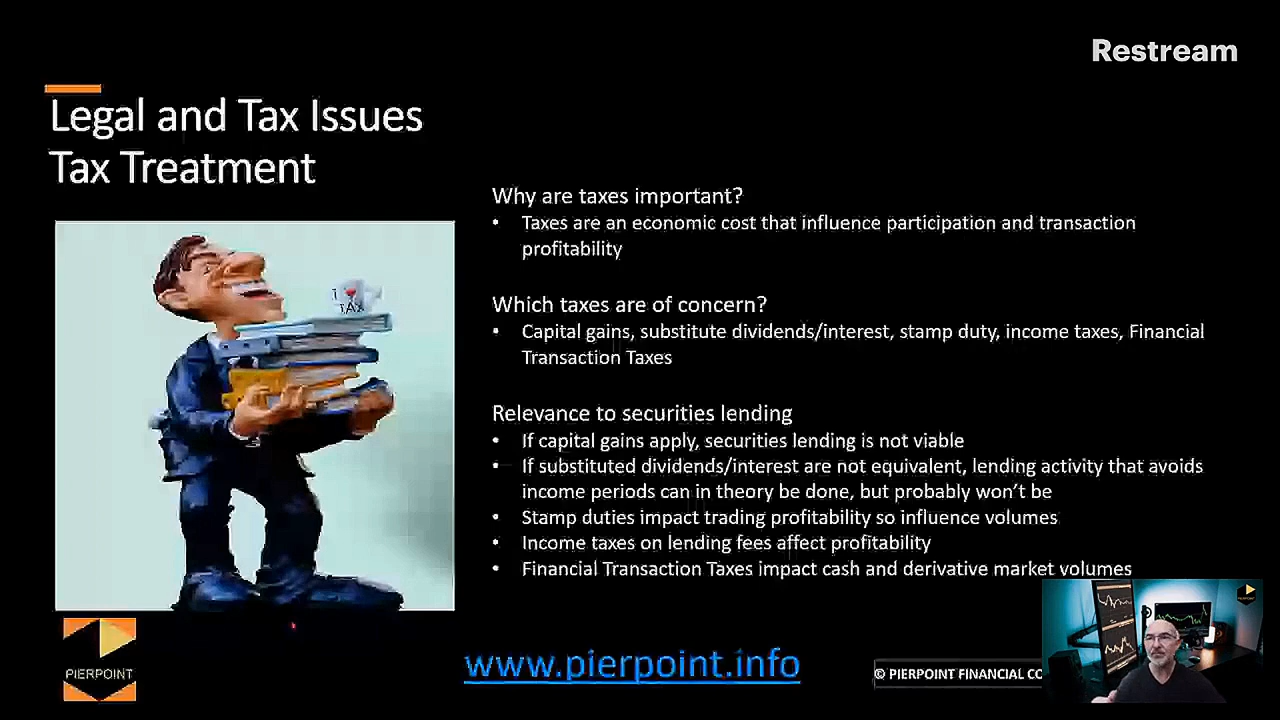 Restream
Legal and Tax Issues
Tax Treatment
Why are taxes important?
• Taxes are an economic cost that influence participation and transaction
profitability
Which taxes are of concern?
• Capital gains, substitute dividends/interest, stamp duty, income taxes, Financial
Transaction Taxes
Relevance to securities lending
• If capital gains apply, securities lending is not viable
• If substituted dividends/interest are not equivalent, lending activity that avoids
income periods can in theory be done, but probably won't be
• Stamp duties impact trading profitability so influence volumes
• Income taxes on lending fees affect profitability
• Financial Transaction Taxes impact cash and derivative market volumes
I
TAX
PIERPOINT
www.pierpoint.info
© PIERPOINT FINANCIAL CO